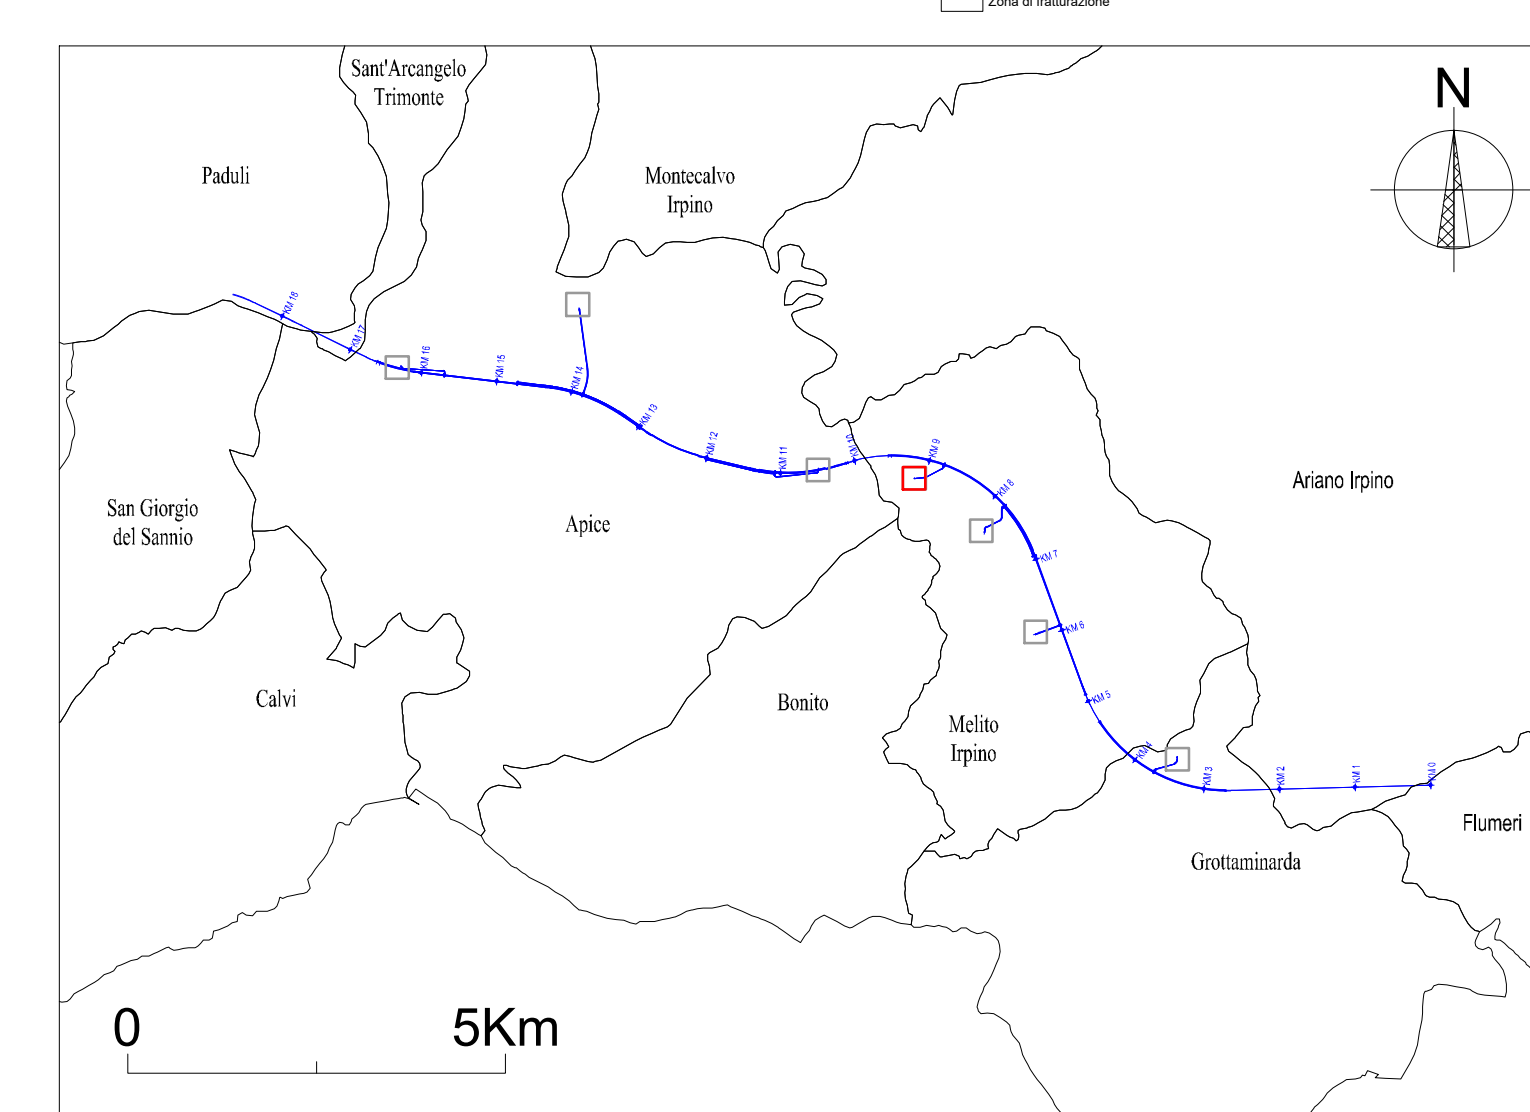 Zona di fratturazione
Sant'Arcangelo
Trimonte
N
Paduli
Montecalvo
Irpino
KM 18
KM 17
KM 16
KM 15
KM 14
KM 13
KM 12
KM 11
KM 10
KM 9
KM 8
Ariano Irpino
San Giorgio
del Sannio
Apice
KM 7
KM 6
Calvi
Bonito
KM 5
Melito
Irpino
KM 4
KM 3
KM 2
KM 1
KM 0
Flumeri
Grottaminarda
0 5Km